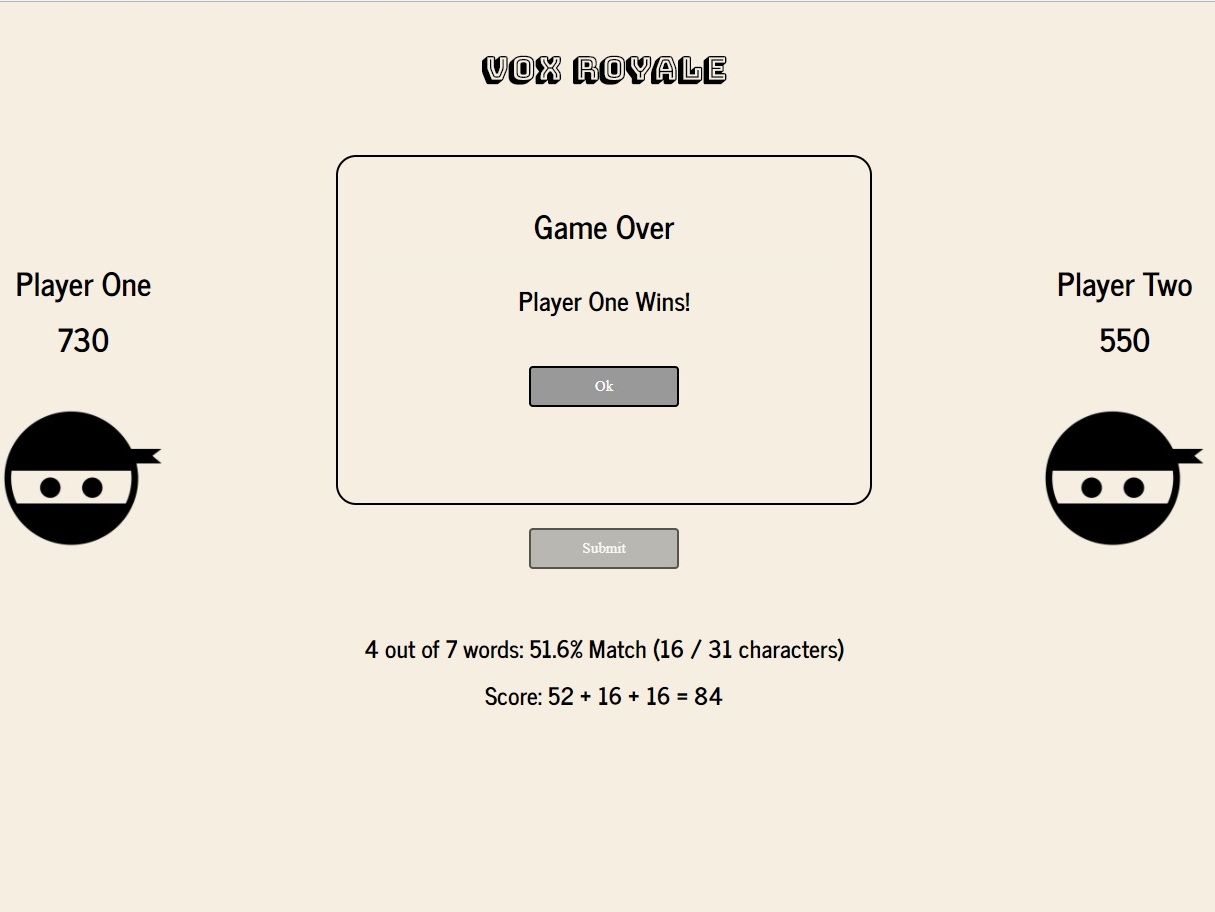 VOX ROYALE
Game Over
Player One Wins!
Ok
Player One
730
Player Two
550
Submit
4 out of 7 words: 51.6% Match (16 / 31 characters)
Score: 52 + 16 + 16 = 84